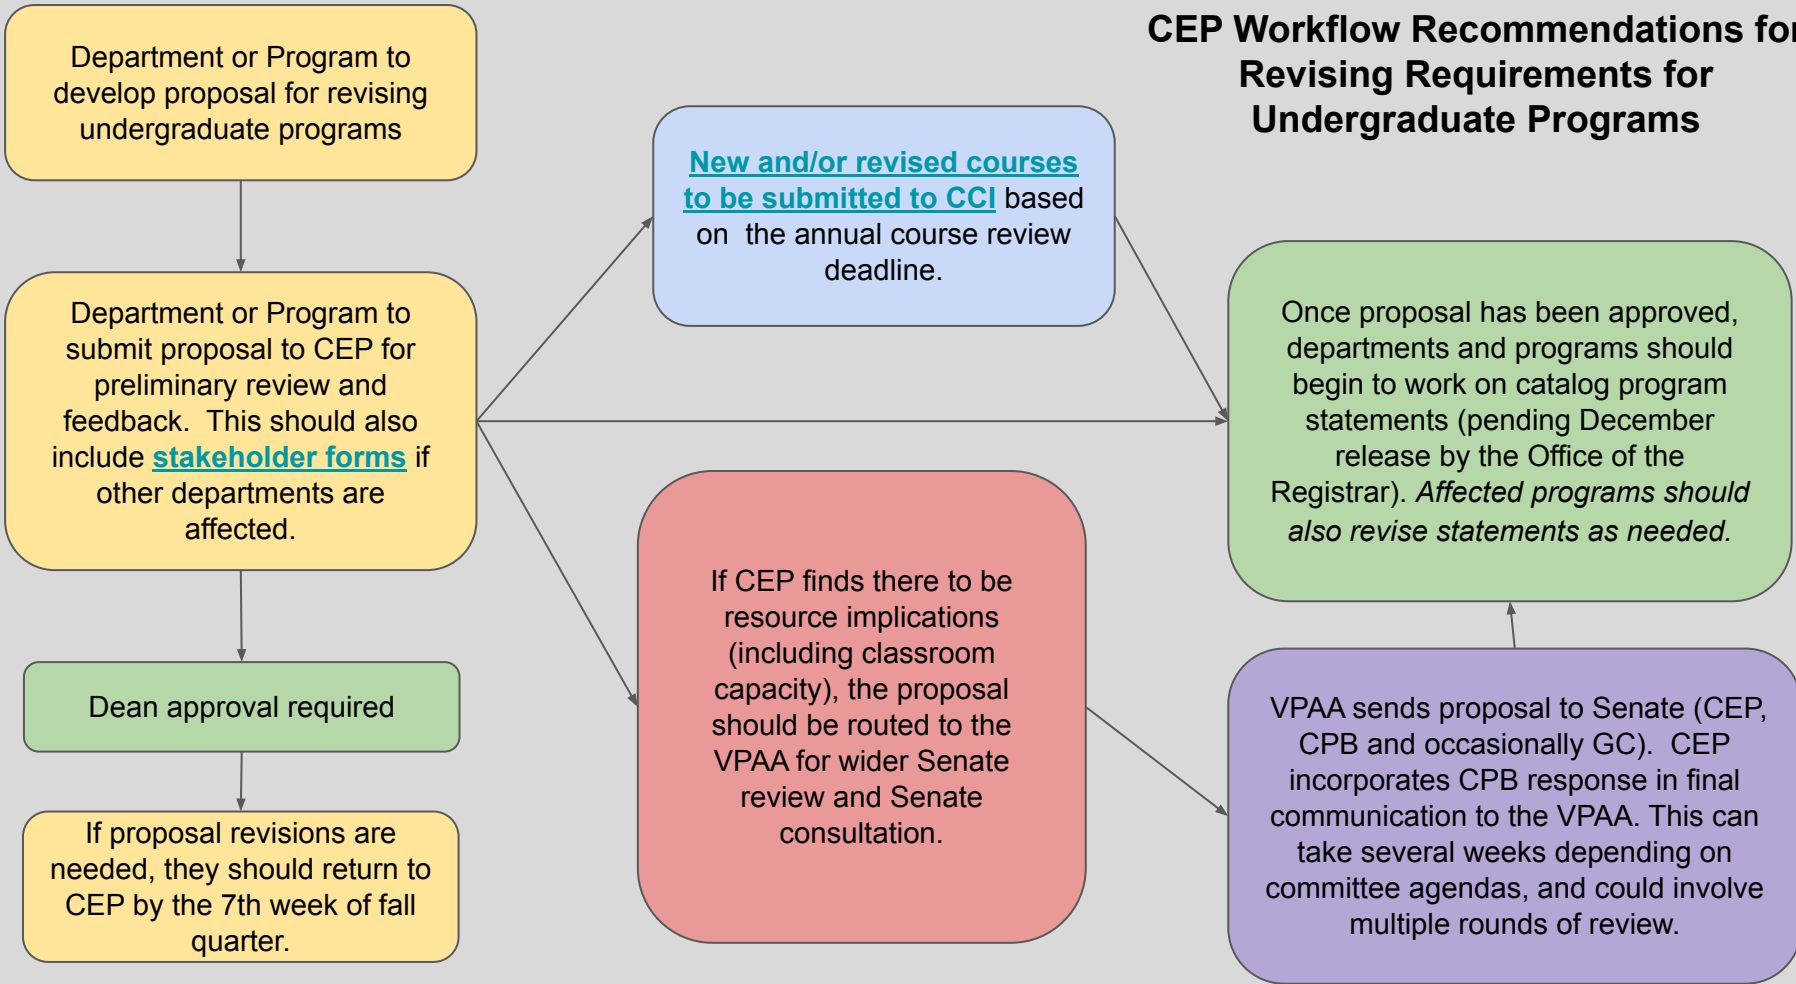 CEP Workflow Recommendations for
Revising Requirements for
Undergraduate Programs
Department or Program to
develop proposal for revising
undergraduate programs
Department or Program to
submit proposal to CEP for
preliminary review and
feedback.  This should also
include stakeholder forms if
other departments are
affected.
Dean approval required
If proposal revisions are
needed, they should return to
CEP by the 7th week of fall
quarter.
New and/or revised courses
to be submitted to CCI based
on  the annual course review
deadline.
If CEP finds there to be
resource implications
(including classroom
capacity), the proposal
should be routed to the
VPAA for wider Senate
review and Senate
consultation.
Once proposal has been approved,
departments and programs should
begin to work on catalog program
statements (pending December
release by the Office of the
Registrar). Affected programs should
also revise statements as needed.
VPAA sends proposal to Senate (CEP,
CPB and occasionally GC).  CEP
incorporates CPB response in final
communication to the VPAA. This can
take several weeks depending on
committee agendas, and could involve
multiple rounds of review.